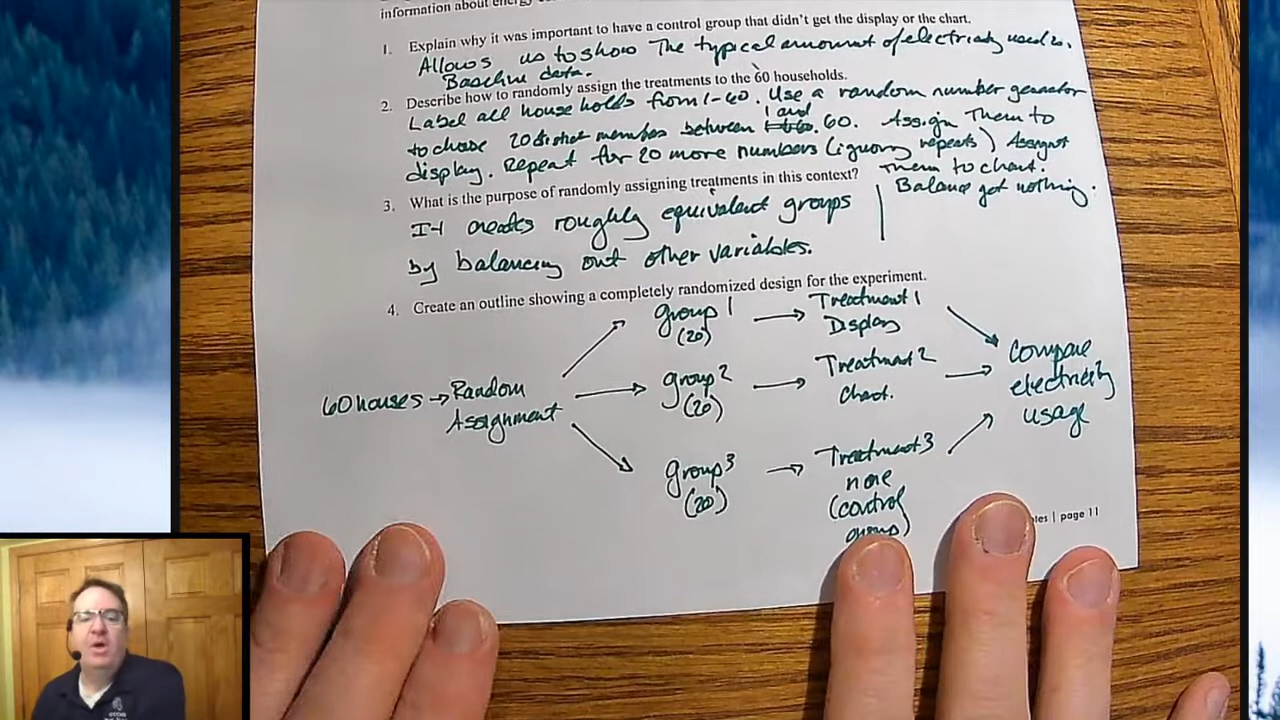 information about energy
1. Explain why it was important to have a control group that didn't get the display or the chart.
Allows us to show The typical amount of electricity used is.
Baseline data.
2. Describe how to randomly assign the treatments to the 60 households.
Label all households from 1-60. Use a random number generator
to chose 20 distinct member between 1 and 60. Assign Them to
display. Repeat for 20 more numbers (ignoring repeats) Assign
Them to chart.
Balance get nothing.
3. What is the purpose of randomly assigning treatments in this context?
It creates roughly equivalent groups
by balancing out other variables.
4. Create an outline showing a completely randomized design for the experiment.
60 houses → Random Assignment
group 1 (20) → Treatment 1 Display
group 2 (20) → Treatment 2 Chart.
group 3 (20) → Treatment 3 none (control group)
Compare electricity usage
page 11